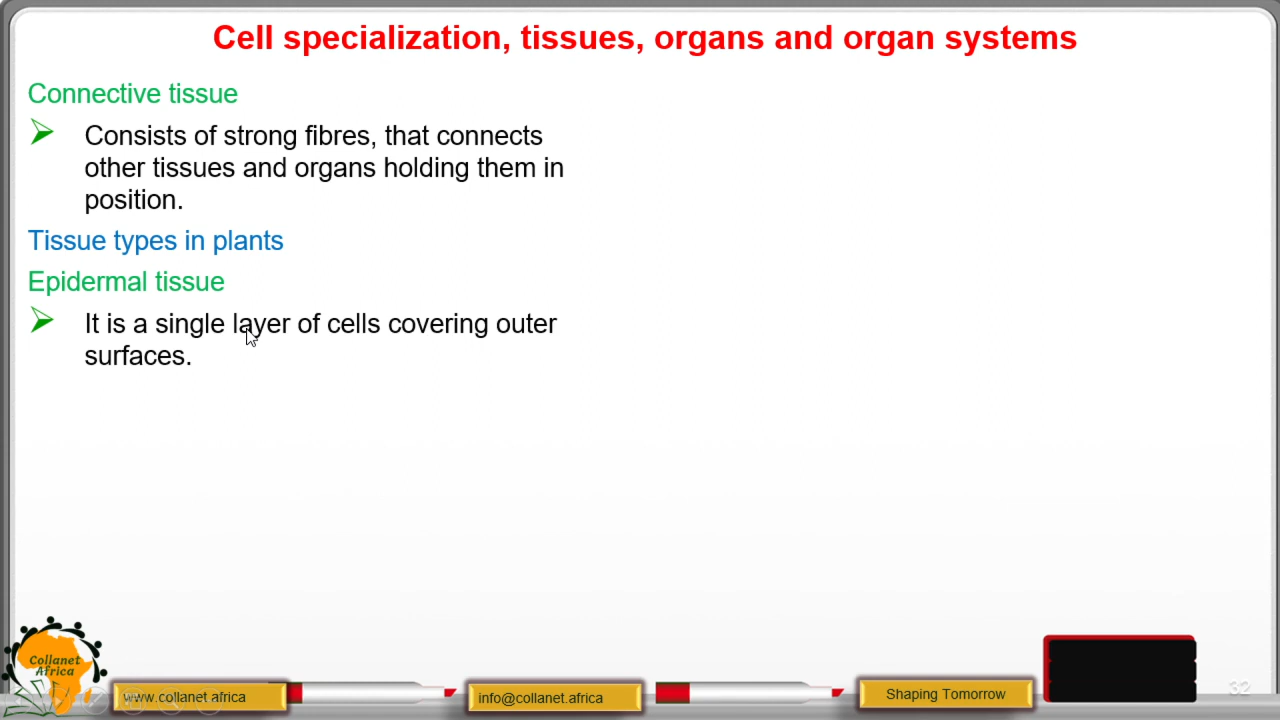 Cell specialization, tissues, organs and organ systems
Connective tissue
Consists of strong fibres, that connects
other tissues and organs holding them in
position.
Tissue types in plants
Epidermal tissue
It is a single layer of cells covering outer
surfaces.
Collanet
Africa
www.collanet.africa
info@collanet.africa
Shaping Tomorrow
32